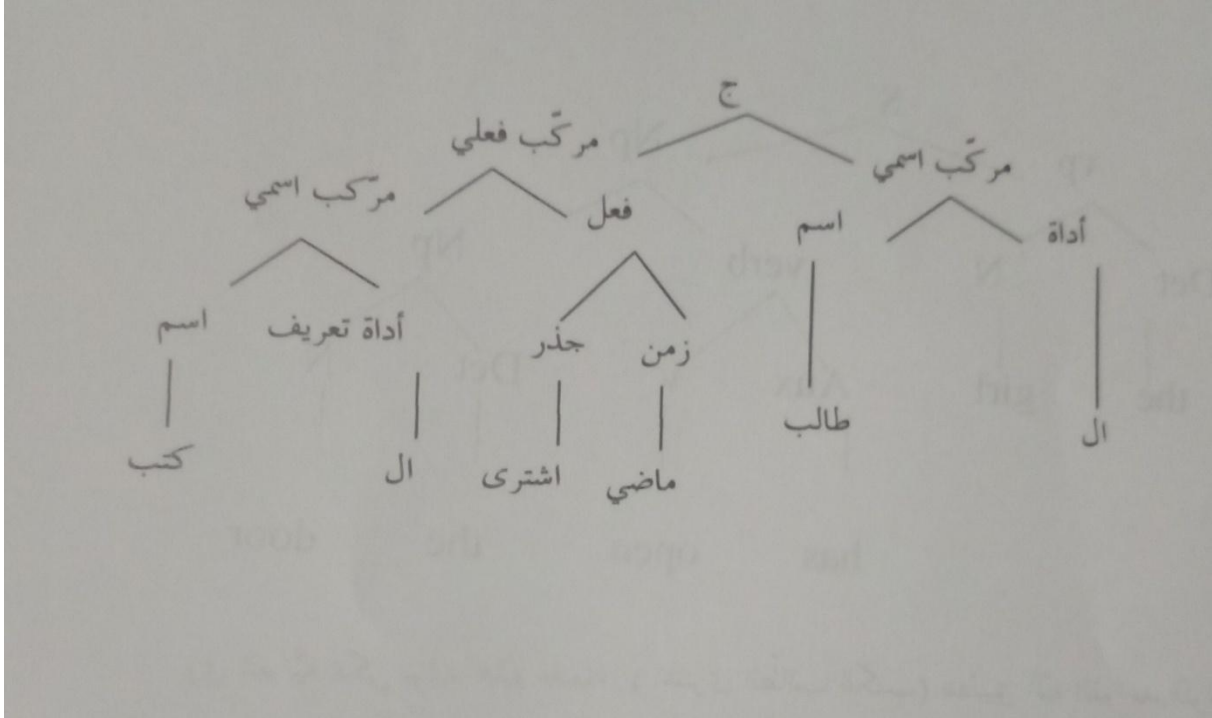 ج
مركّب اسمي مركّب فعلي
أداة اسم فعل مركّب اسمي
زمن جذر أداة تعريف اسم
ال طالب ماضي اشترى ال كتب